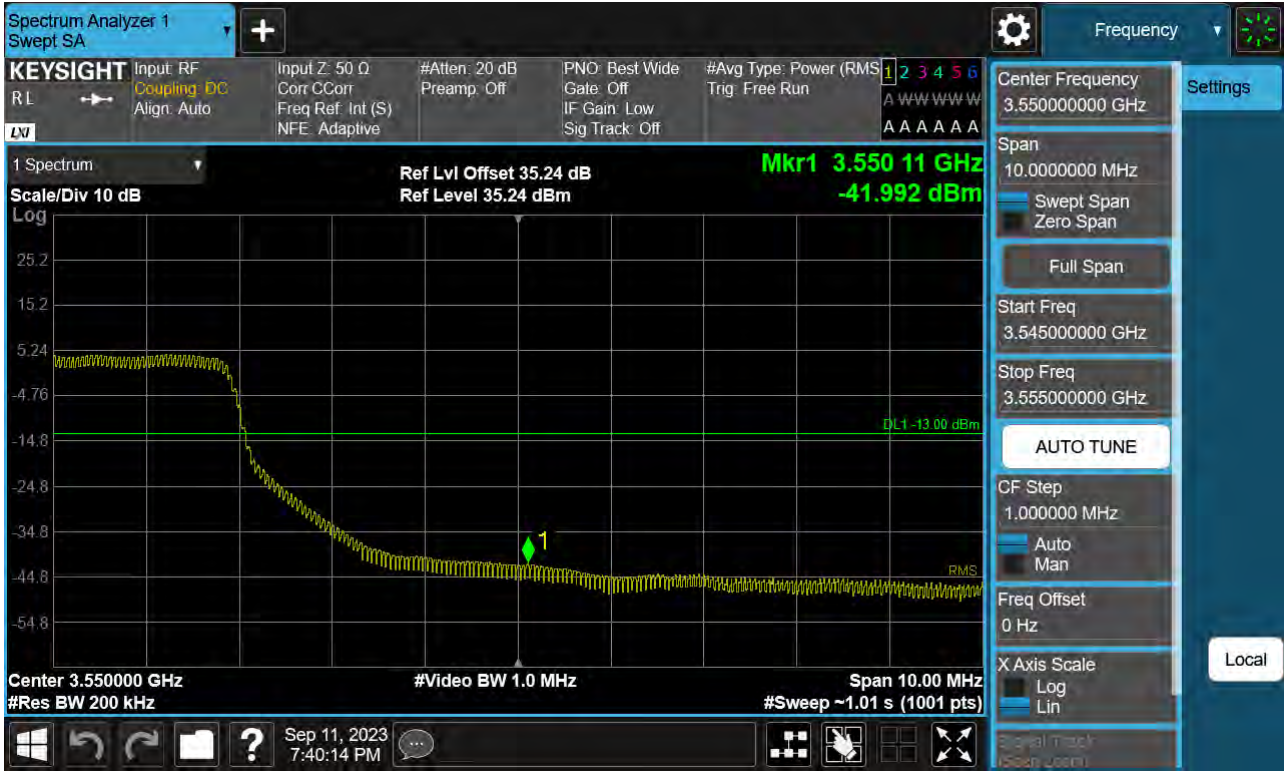 Spectrum Analyzer 1
Swept SA
+
Frequency
KEYSIGHT
RL
LXI
Input: RF
Coupling: DC
Align: Auto
Input Z: 50 Ω
Corr CCorr
Freq Ref: Int (S)
NFE: Adaptive
#Atten: 20 dB
Preamp: Off
PNO: Best Wide
Gate: Off
IF Gain: Low
Sig Track: Off
#Avg Type: Power (RMS
Trig: Free Run
1 2 3 4 5 6
A W W W W W
A A A A A A
1 Spectrum
Scale/Div 10 dB
Log
Ref Lvl Offset 35.24 dB
Ref Level 35.24 dBm
Mkr1 3.550 11 GHz
-41.992 dBm
25.2
15.2
5.24
-4.76
-14.8
-24.8
-34.8
-44.8
-54.8
DL1 -13.00 dBm
1
RMS
Center 3.550000 GHz
#Res BW 200 kHz
#Video BW 1.0 MHz
Span 10.00 MHz
#Sweep ~1.01 s (1001 pts)
Center Frequency
3.550000000 GHz
Span
10.0000000 MHz
Swept Span
Zero Span
Full Span
Start Freq
3.545000000 GHz
Stop Freq
3.555000000 GHz
AUTO TUNE
CF Step
1.000000 MHz
Auto
Man
Freq Offset
0 Hz
X Axis Scale
Log
Lin
Signal Track
(Span Zoom)
Settings
Local
?
Sep 11, 2023
7:40:14 PM